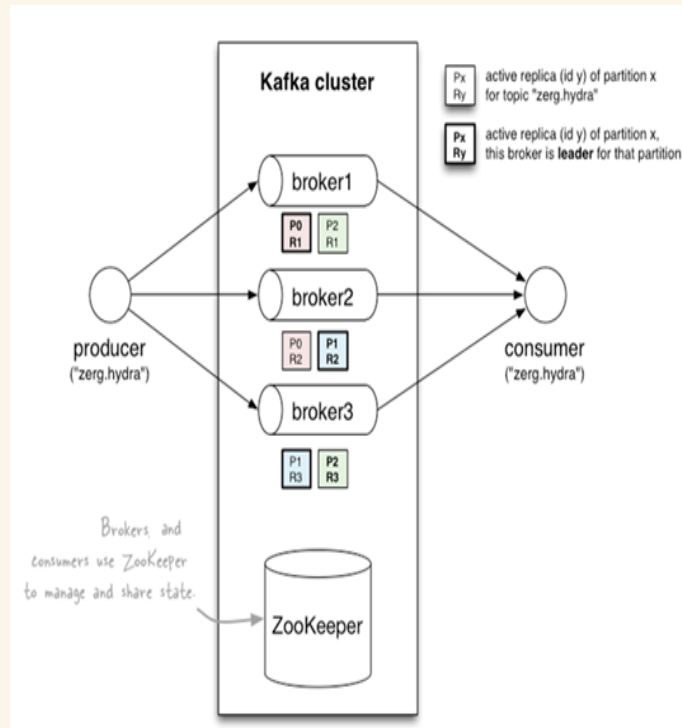 Kafka cluster
Px
Ry
active replica (id y) of partition x
for topic "zerg.hydra"
Px
Ry
active replica (id y) of partition x,
this broker is leader for that partition
broker1
P0
R1
P2
R1
broker2
P0
R2
P1
R2
broker3
P1
R3
P2
R3
producer
("zerg.hydra")
consumer
("zerg.hydra")
Brokers, and
consumers use ZooKeeper
to manage and share state.
ZooKeeper